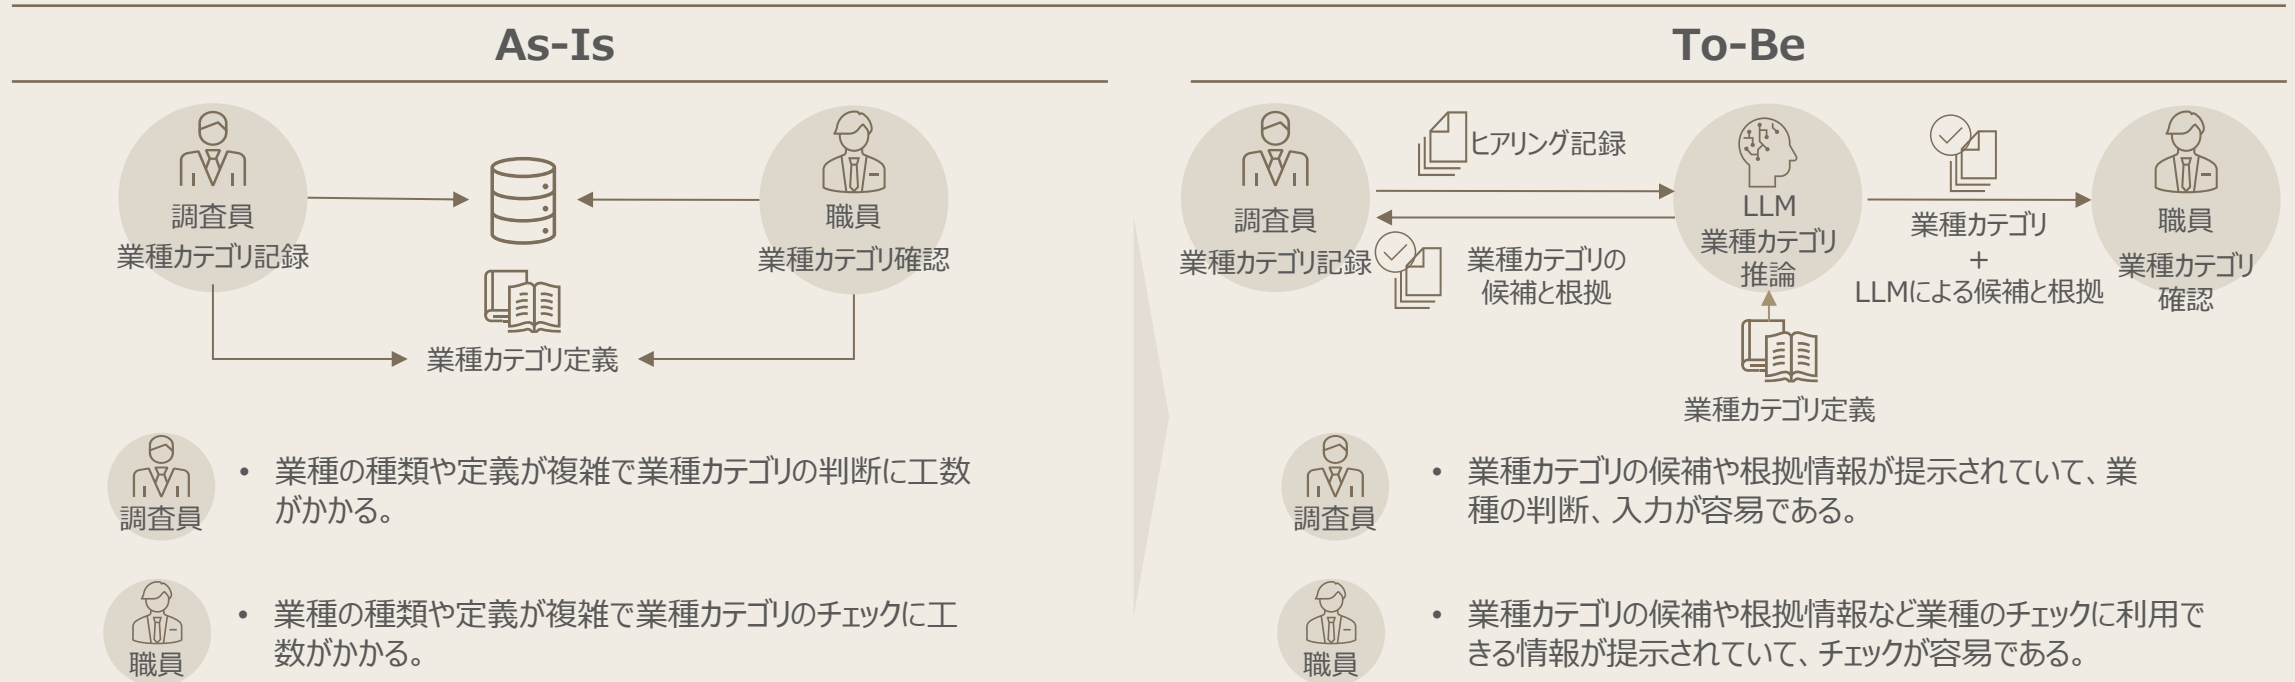 As-Is
調査員
業種カテゴリ記録
職員
業種カテゴリ確認
業種カテゴリ定義
調査員
• 業種の種類や定義が複雑で業種カテゴリの判断に工数
がかかる。
職員
• 業種の種類や定義が複雑で業種カテゴリのチェックに工
数がかかる。
To-Be
調査員
業種カテゴリ記録
ヒアリング記録
業種カテゴリの
候補と根拠
LLM
業種カテゴリ
推論
業種カテゴリ
+
LLMによる候補と根拠
職員
業種カテゴリ
確認
業種カテゴリ定義
調査員
• 業種カテゴリの候補や根拠情報が提示されていて、業
種の判断、入力が容易である。
職員
• 業種カテゴリの候補や根拠情報など業種のチェックに利用で
きる情報が提示されていて、チェックが容易である。